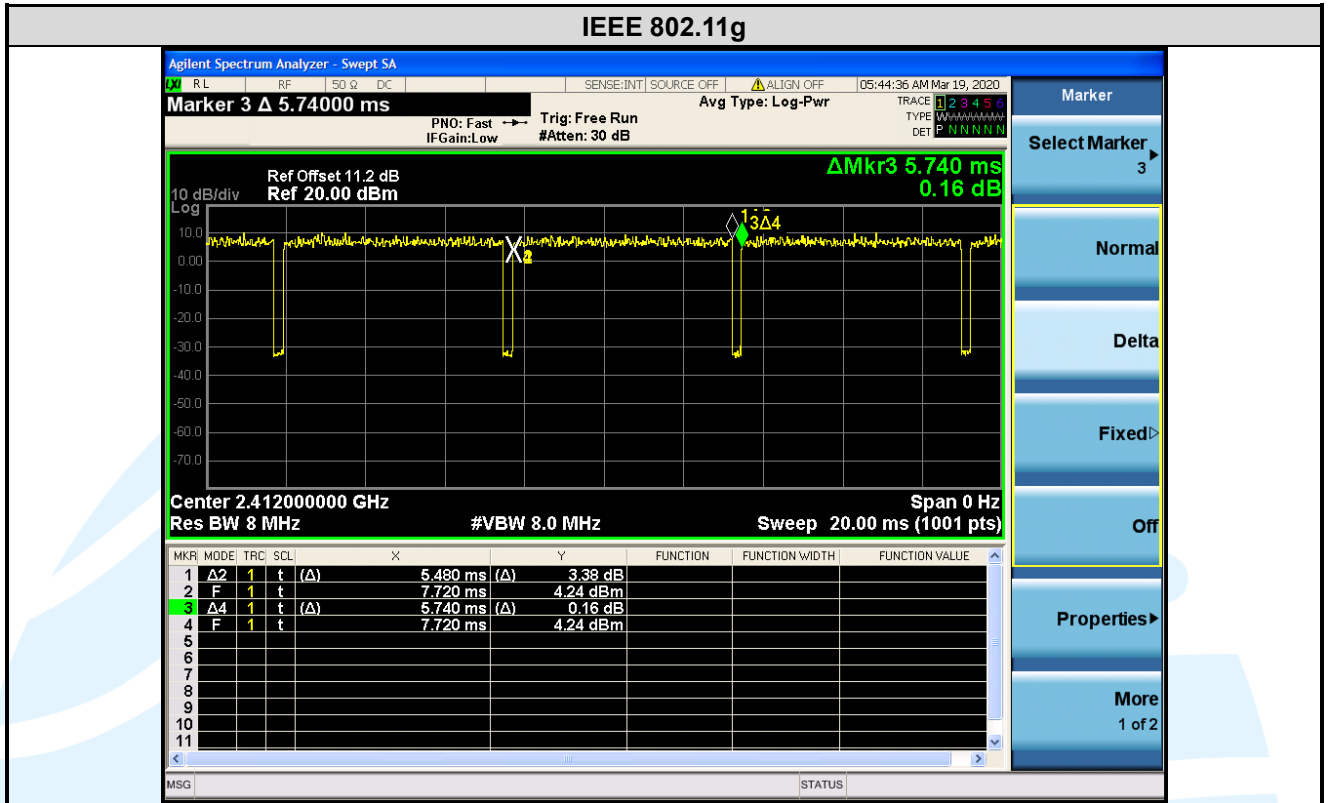 IEEE 802.11g
Agilent Spectrum Analyzer - Swept SA
LXI RL RF 50 Ω DC SENSE:INT SOURCE OFF ALIGN OFF 05:44:36 AM Mar 19, 2020
Marker 3 Δ 5.74000 ms
PNO: Fast
IFGain:Low
Trig: Free Run
#Atten: 30 dB
Avg Type: Log-Pwr
TRACE 1 2 3 4 5 6
TYPE
DET P N N N N N
ΔMkr3 5.740 ms
0.16 dB
Ref Offset 11.2 dB
10 dB/div Ref 20.00 dBm
Log
10.0
0.00
-10.0
-20.0
-30.0
-40.0
-50.0
-60.0
-70.0
3Δ4
Center 2.412000000 GHz Span 0 Hz
Res BW 8 MHz #VBW 8.0 MHz Sweep 20.00 ms (1001 pts)
MKR MODE TRC SCL X Y FUNCTION FUNCTION WIDTH FUNCTION VALUE
1 Δ2 1 t (Δ) 5.480 ms (Δ) 3.38 dB
2 F 1 t 7.720 ms 4.24 dBm
3 Δ4 1 t (Δ) 5.740 ms (Δ) 0.16 dB
4 F 1 t 7.720 ms 4.24 dBm
5
6
7
8
9
10
11
MSG STATUS
Marker
Select Marker
3
Normal
Delta
Fixed
Off
Properties
More
1 of 2